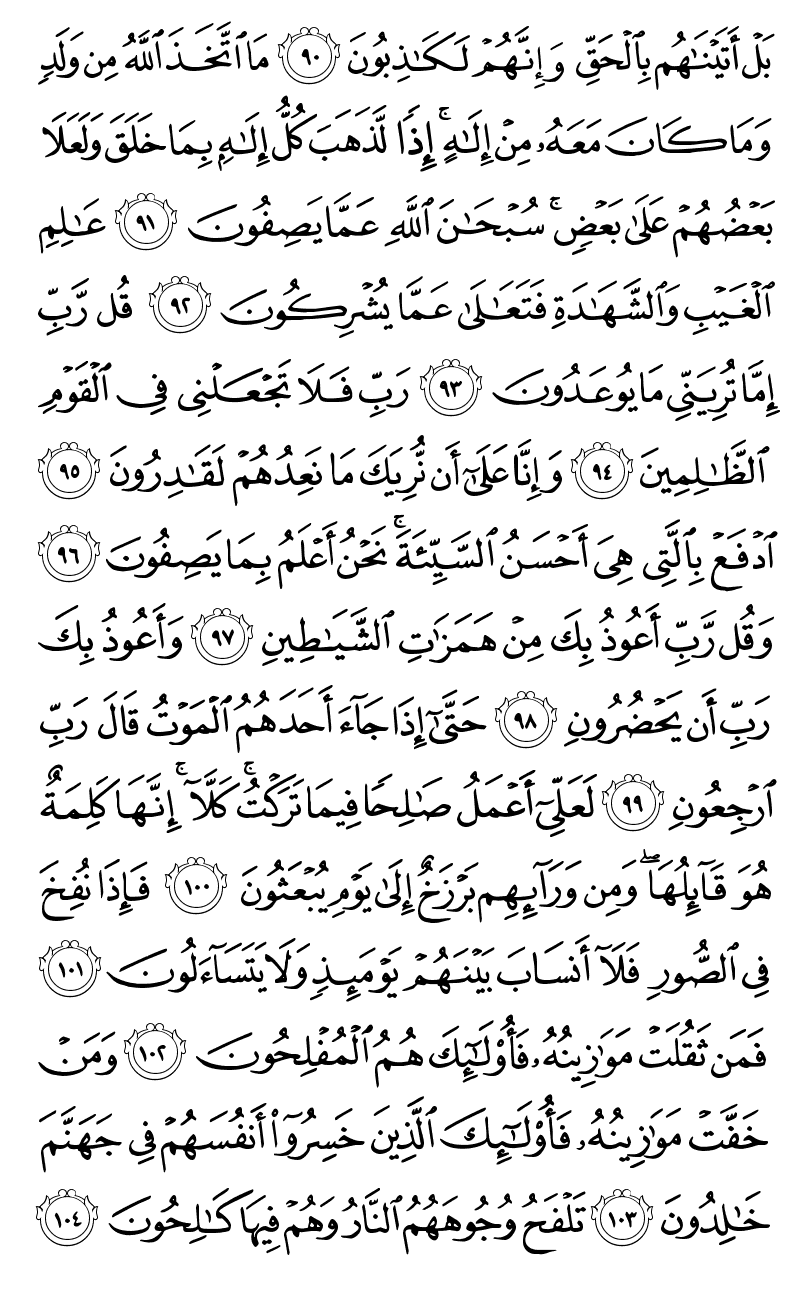 بَلْ أَتَيْنَٰهُم بِٱلْحَقِّ وَإِنَّهُمْ لَكَٰذِبُونَ ٩٠ مَا ٱتَّخَذَ ٱللَّهُ مِن وَلَدٍ
وَمَا كَانَ مَعَهُۥ مِنْ إِلَٰهٍ ۚ إِذًا لَّذَهَبَ كُلُّ إِلَٰهٍۭ بِمَا خَلَقَ وَلَعَلَا
بَعْضُهُمْ عَلَىٰ بَعْضٍ ۚ سُبْحَٰنَ ٱللَّهِ عَمَّا يَصِفُونَ ٩١ عَٰلِمِ
ٱلْغَيْبِ وَٱلشَّهَٰدَةِ فَتَعَٰلَىٰ عَمَّا يُشْرِكُونَ ٩٢ قُل رَّبِّ
إِمَّا تُرِيَنِّى مَا يُوعَدُونَ ٩٣ رَبِّ فَلَا تَجْعَلْنِى فِى ٱلْقَوْمِ
ٱلظَّٰلِمِينَ ٩٤ وَإِنَّا عَلَىٰٓ أَن نُّرِيَكَ مَا نَعِدُهُمْ لَقَٰدِرُونَ ٩٥
ٱدْفَعْ بِٱلَّتِى هِىَ أَحْسَنُ ٱلسَّيِّئَةَ ۚ نَحْنُ أَعْلَمُ بِمَا يَصِفُونَ ٩٦
وَقُل رَّبِّ أَعُوذُ بِكَ مِنْ هَمَزَٰتِ ٱلشَّيَٰطِينِ ٩٧ وَأَعُوذُ بِكَ
رَبِّ أَن يَحْضُرُونِ ٩٨ حَتَّىٰٓ إِذَا جَآءَ أَحَدَهُمُ ٱلْمَوْتُ قَالَ رَبِّ
ٱرْجِعُونِ ٩٩ لَعَلِّىٓ أَعْمَلُ صَٰلِحًا فِيمَا تَرَكْتُ ۚ كَلَّآ ۚ إِنَّهَا كَلِمَةٌ
هُوَ قَآئِلُهَا ۖ وَمِن وَرَآئِهِم بَرْزَخٌ إِلَىٰ يَوْمِ يُبْعَثُونَ ١٠٠ فَإِذَا نُفِخَ
فِى ٱلصُّورِ فَلَآ أَنسَابَ بَيْنَهُمْ يَوْمَئِذٍ وَلَا يَتَسَآءَلُونَ ١٠١
فَمَن ثَقُلَتْ مَوَٰزِينُهُۥ فَأُو۟لَٰٓئِكَ هُمُ ٱلْمُفْلِحُونَ ١٠٢ وَمَنْ
خَفَّتْ مَوَٰزِينُهُۥ فَأُو۟لَٰٓئِكَ ٱلَّذِينَ خَسِرُوٓا۟ أَنفُسَهُمْ فِى جَهَنَّمَ
خَٰلِدُونَ ١٠٣ تَلْفَحُ وُجُوهَهُمُ ٱلنَّارُ وَهُمْ فِيهَا كَٰلِحُونَ ١٠٤